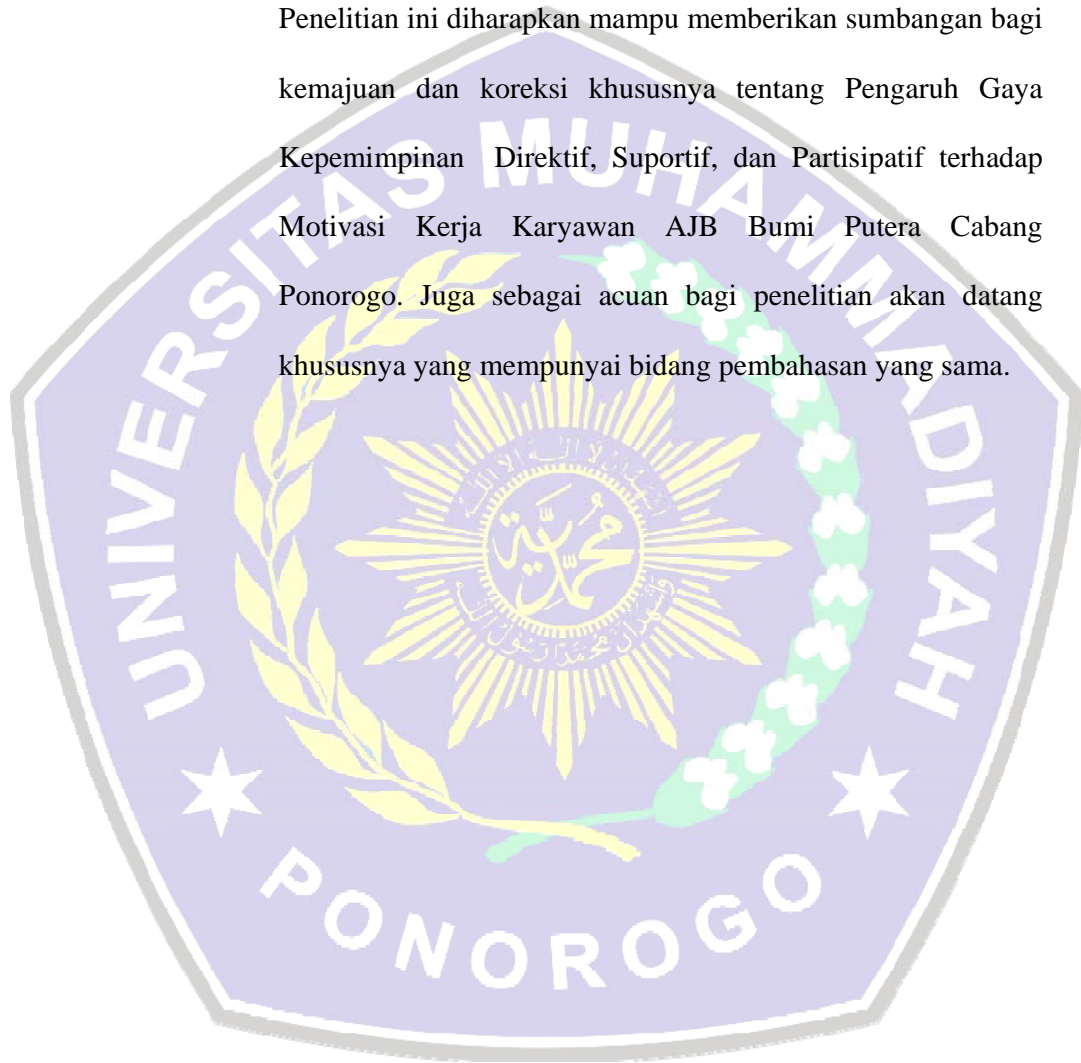 Penelitian ini diharapkan mampu memberikan sumbangan bagi
kemajuan dan koreksi khususnya tentang Pengaruh Gaya
Kepemimpinan Direktif, Suportif, dan Partisipatif terhadap
Motivasi Kerja Karyawan AJB Bumi Putera Cabang
Ponorogo. Juga sebagai acuan bagi penelitian akan datang
khususnya yang mempunyai bidang pembahasan yang sama.
UNIVERSITAS MUHAMMADIYAH
محمدية
PONOROGO